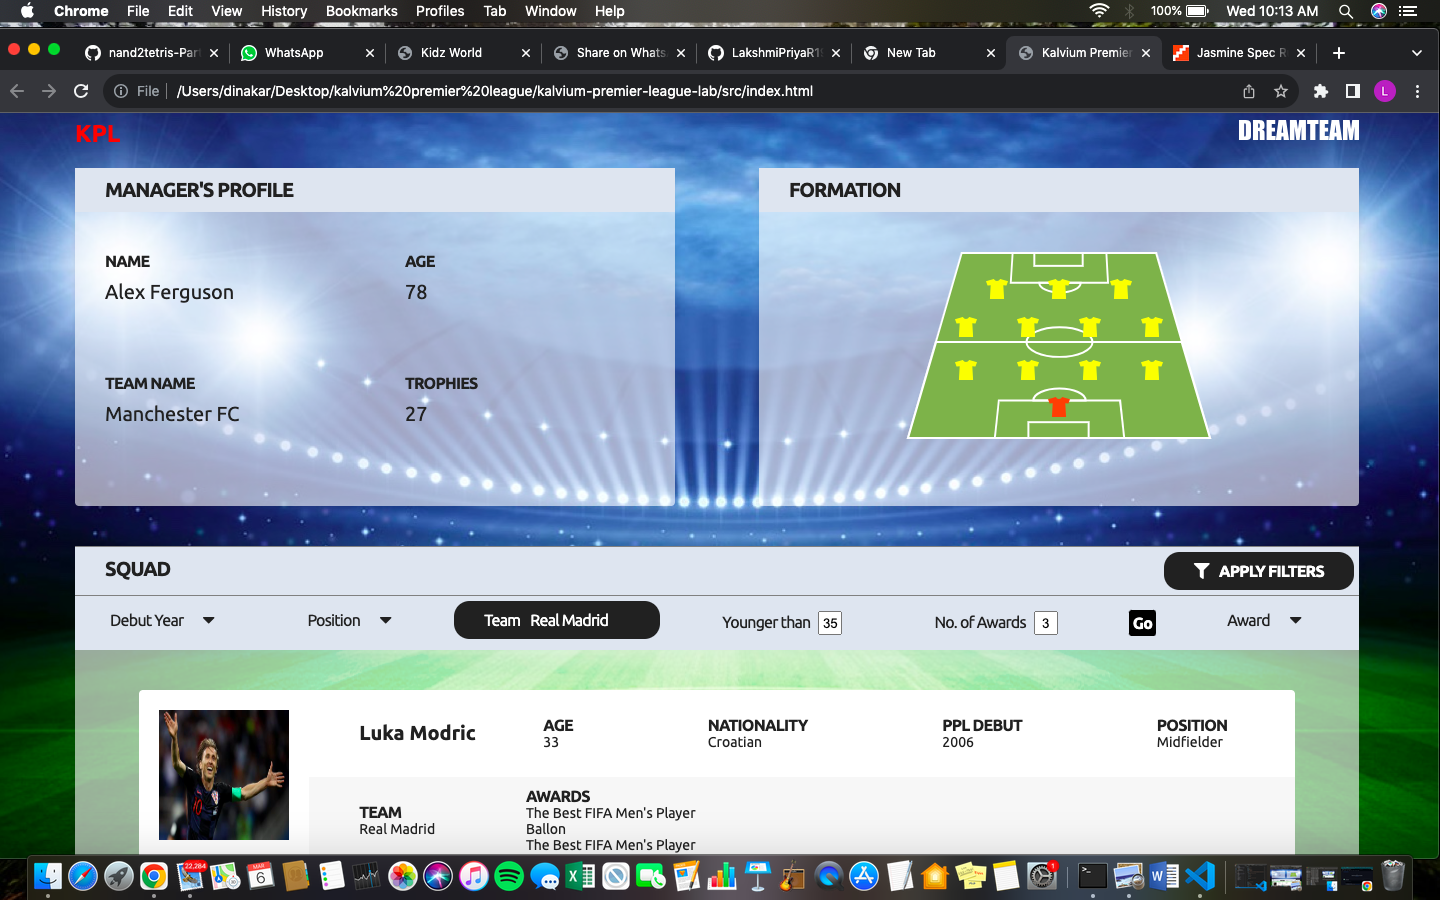 Chrome File Edit View History Bookmarks Profiles Tab Window Help 100% Wed 10:13 AM
nand2tetris-Par WhatsApp Kidz World Share on Whats LakshmiPriyaR1 New Tab Kalvium Premier Jasmine Spec R
File /Users/dinakar/Desktop/kalvium%20premier%20league/kalvium-premier-league-lab/src/index.html L
KPL DREAMTEAM
MANAGER'S PROFILE FORMATION
NAME AGE
Alex Ferguson 78
TEAM NAME TROPHIES
Manchester FC 27
SQUAD APPLY FILTERS
Debut Year Position Team Real Madrid Younger than 35 No. of Awards 3 Go Award
Luka Modric
AGE NATIONALITY PPL DEBUT POSITION
33 Croatian 2006 Midfielder
TEAM
Real Madrid
AWARDS
The Best FIFA Men's Player
Ballon
The Best FIFA Men's Player
22,284
MAR
6
1